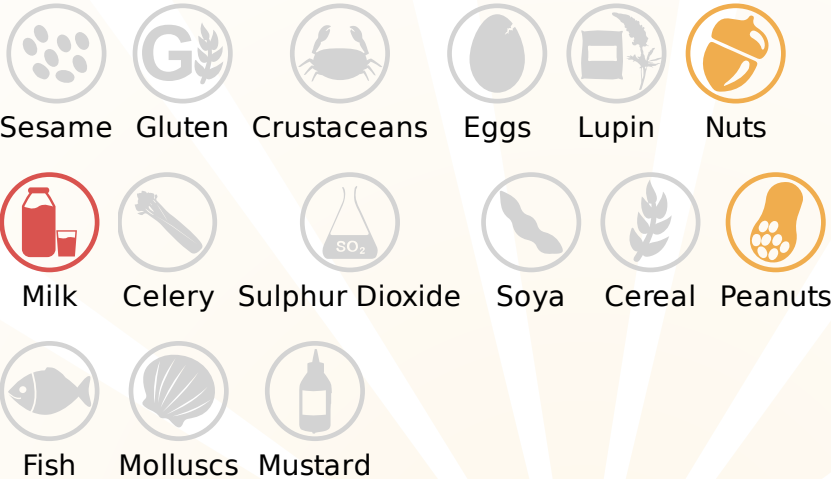 G
Sesame Gluten Crustaceans Eggs Lupin Nuts
SO₂
Milk Celery Sulphur Dioxide Soya Cereal Peanuts
Fish Molluscs Mustard